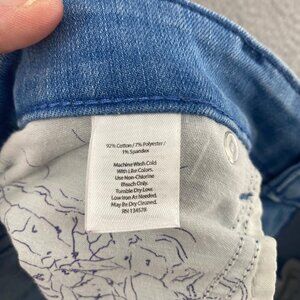 92% Cotton / 7% Polyester /
1% Spandex
Machine Wash Cold
With Like Colors.
Use Non-Chlorine
Bleach Only.
Tumble Dry Low.
Low Iron As Needed.
May Be Dry Cleaned.
RN 134578